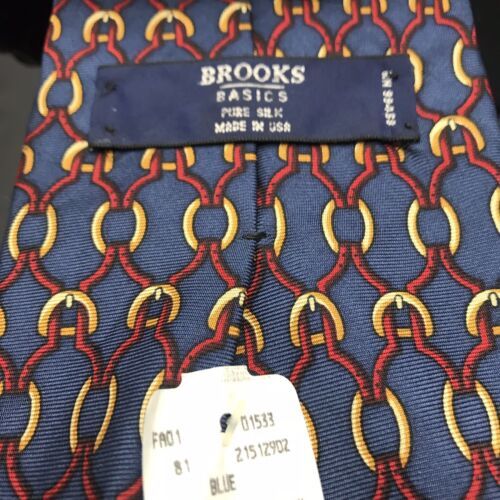 BROOKS
BASICS
PURE SILK
MADE IN USA
FA01 01533
81 21512902
BLUE